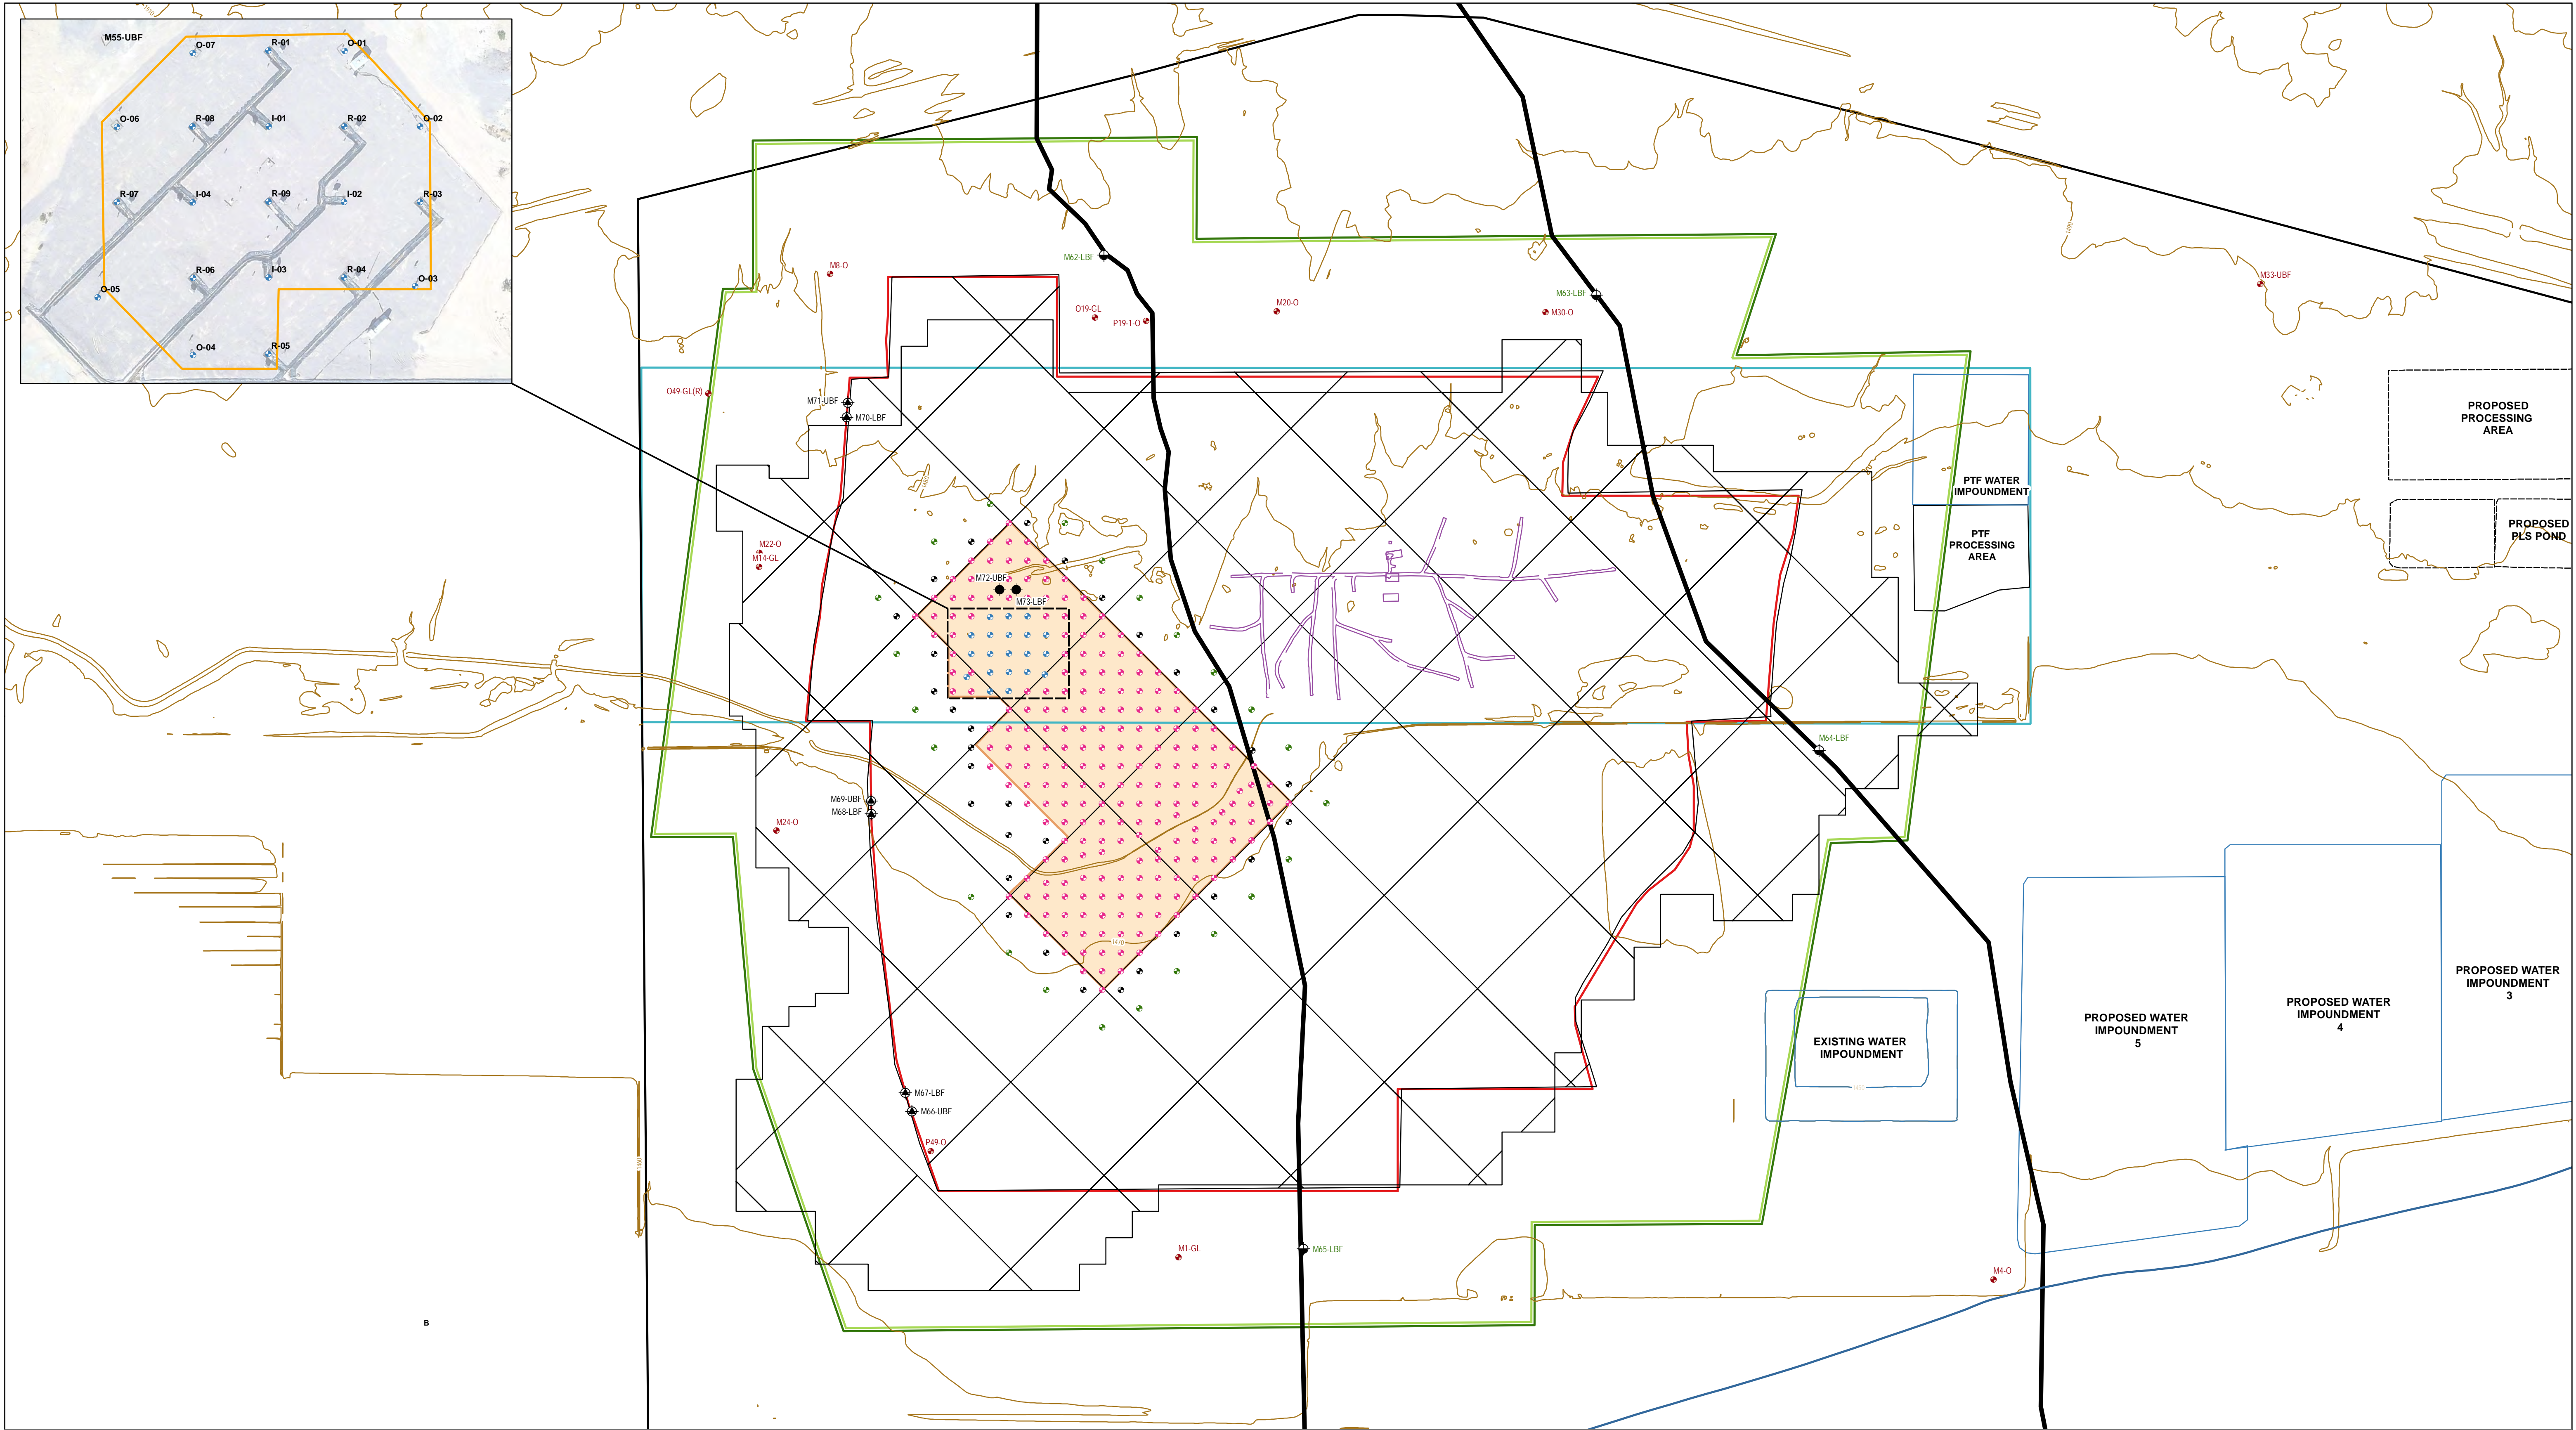 M55-UBF
O-07
R-01
O-01
O-06
R-08
I-01
R-02
O-02
R-07
I-04
R-09
I-02
R-03
R-06
I-03
R-04
O-03
O-05
O-04
R-05
M62-LBF
M8-O
M63-LBF
M33-UBF
O19-GL
P19-1-O
M20-O
M30-O
1490
O49-GL(R)
M71-UBF
M70-LBF
PROPOSED
PROCESSING
AREA
1480
PTF WATER
IMPOUNDMENT
PROPOSED
PLS POND
PTF
PROCESSING
AREA
M22-O
M14-GL
M72-UBF
M73-LBF
M64-LBF
M69-UBF
M68-LBF
M24-O
1470
PROPOSED WATER
IMPOUNDMENT
3
PROPOSED WATER
IMPOUNDMENT
4
PROPOSED WATER
IMPOUNDMENT
5
EXISTING WATER
IMPOUNDMENT
M67-LBF
M66-UBF
P49-O
1460
M1-GL
M65-LBF
M4-O
B